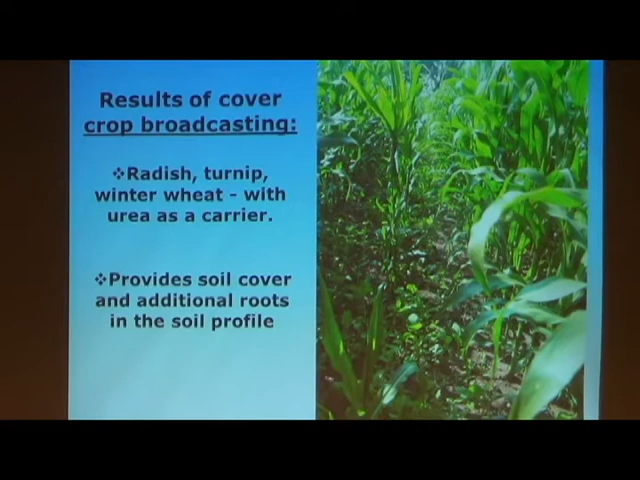 Results of cover
crop broadcasting:
❖Radish, turnip,
winter wheat - with
urea as a carrier.
❖Provides soil cover
and additional roots
in the soil profile